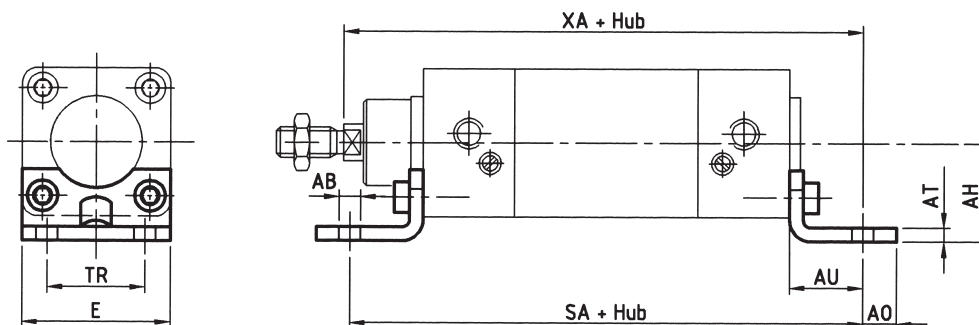 XA + Hub
AB
AT
AH
TR
AU
E
SA + Hub
AO